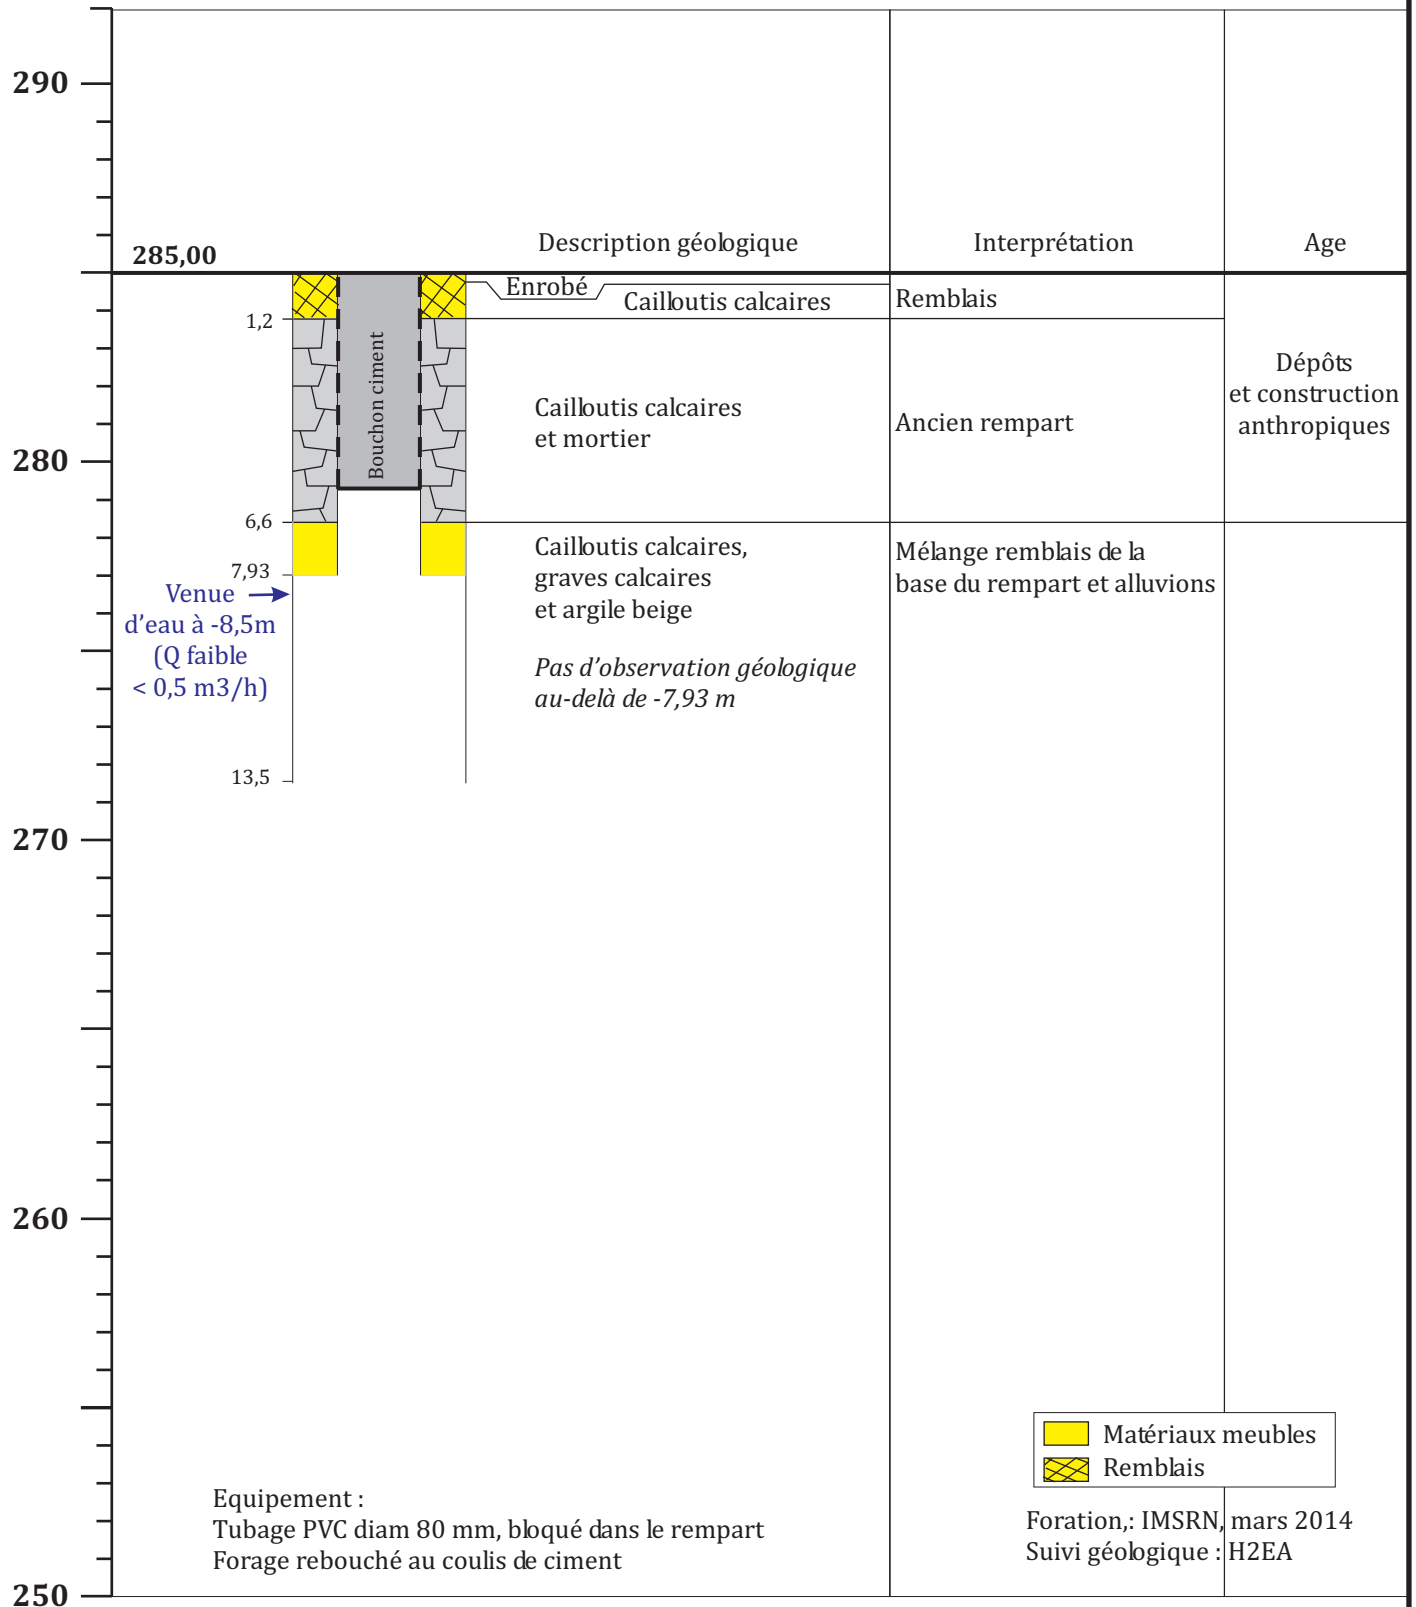 290
285,00
Description géologique
Interprétation
Age
Enrobé
Cailloutis calcaires
Remblais
1,2
Bouchon ciment
Cailloutis calcaires
et mortier
Ancien rempart
Dépôts
et construction
anthropiques
280
6,6
Cailloutis calcaires,
graves calcaires
et argile beige
Mélange remblais de la
base du rempart et alluvions
7,93
Venue
d'eau à -8,5m
(Q faible
< 0,5 m3/h)
Pas d'observation géologique
au-delà de -7,93 m
13,5
270
260
Matériaux meubles
Remblais
Equipement :
Tubage PVC diam 80 mm, bloqué dans le rempart
Forage rebouché au coulis de ciment
Foration,: IMSRN, mars 2014
Suivi géologique : H2EA
250